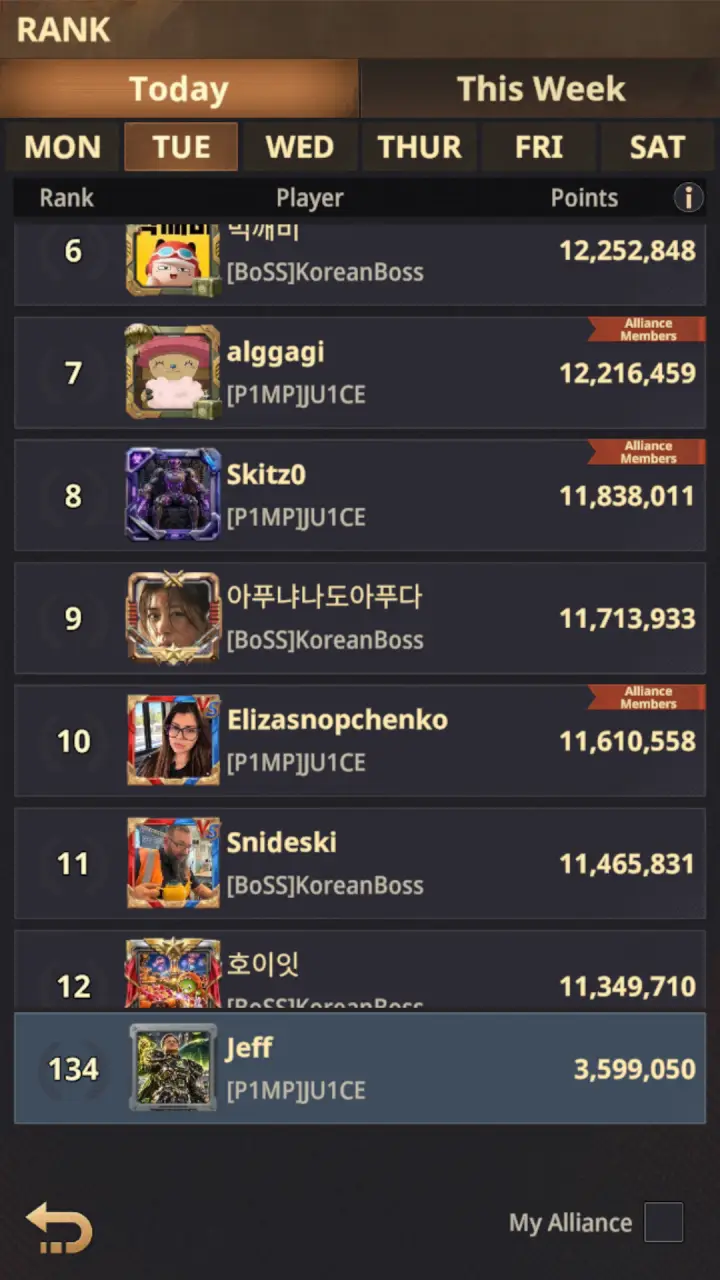 RANK
Today
This Week
MON
TUE
WED
THUR
FRI
SAT
Rank
Player
Points
6
[BoSS]KoreanBoss
12,252,848
Alliance
Members
7
alggagi
[P1MP]JU1CE
12,216,459
Alliance
Members
8
Skitz0
[P1MP]JU1CE
11,838,011
9
아푸냐나도아푸다
[BoSS]KoreanBoss
11,713,933
Alliance
Members
10
Elizasnopchenko
[P1MP]JU1CE
11,610,558
11
Snideski
[BoSS]KoreanBoss
11,465,831
12
호이잇
[BoSS]KoreanBoss
11,349,710
134
Jeff
[P1MP]JU1CE
3,599,050
My Alliance